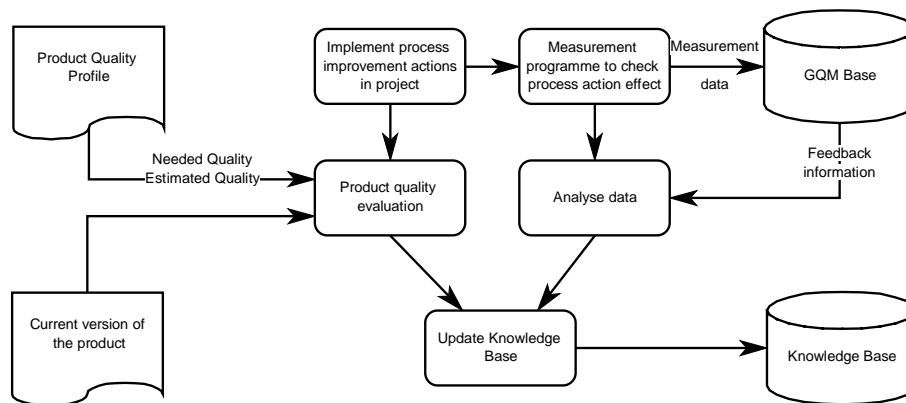 Product Quality
Profile
Implement process
improvement actions
in project
Measurement
programme to check
process action effect
Measurement
data
GQM Base
Needed Quality
Estimated Quality
Product quality
evaluation
Analyse data
Feedback
information
Current version of
the product
Update Knowledge
Base
Knowledge Base